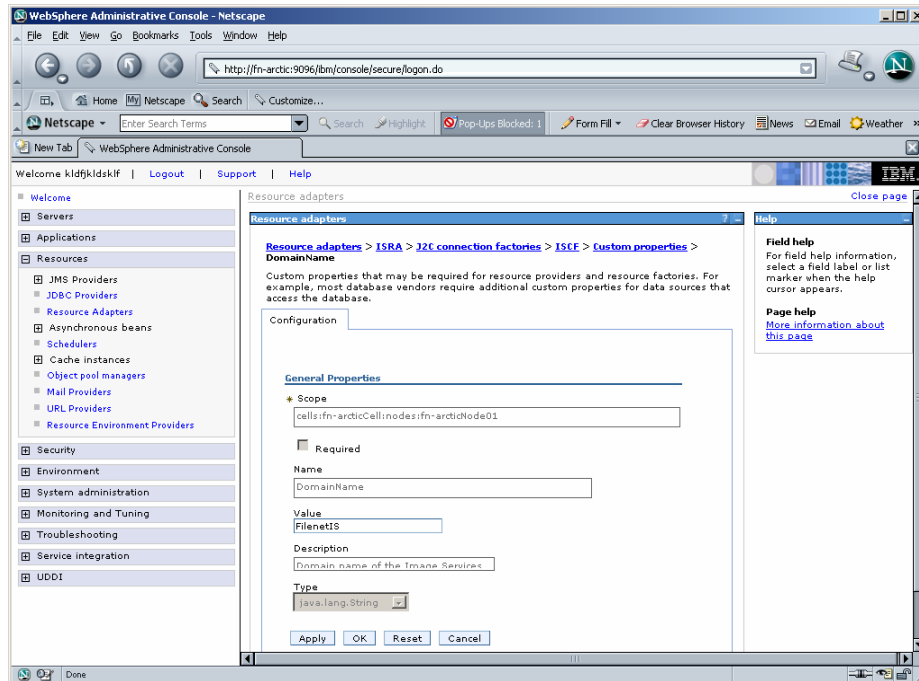 WebSphere Administrative Console - Netscape
File Edit View Go Bookmarks Tools Window Help
http://fn-arctic:9096/ibm/console/secure/logon.do
Home My Netscape Search Customize...
Netscape Enter Search Terms Search Highlight Pop-Ups Blocked: 1 Form Fill Clear Browser History News Email Weather »
New Tab WebSphere Administrative Console
Welcome kldfjkldsklf | Logout | Support | Help IBM.
Welcome
Servers
Applications
Resources
JMS Providers
JDBC Providers
Resource Adapters
Asynchronous beans
Schedulers
Cache instances
Object pool managers
Mail Providers
URL Providers
Resource Environment Providers
Security
Environment
System administration
Monitoring and Tuning
Troubleshooting
Service integration
UDDI
Resource adapters Close page
Resource adapters ? -
Resource adapters > ISRA > J2C connection factories > ISCF > Custom properties >
DomainName
Custom properties that may be required for resource providers and resource factories. For
example, most database vendors require additional custom properties for data sources that
access the database.
Configuration
General Properties
* Scope
cells:fn-arcticCell:nodes:fn-arcticNode01
Required
Name
DomainName
Value
FilenetIS
Description
Domain name of the Image Services
Type
java.lang.String
Apply OK Reset Cancel
Help -
Field help
For field help information,
select a field label or list
marker when the help
cursor appears.
Page help
More information about
this page
Done